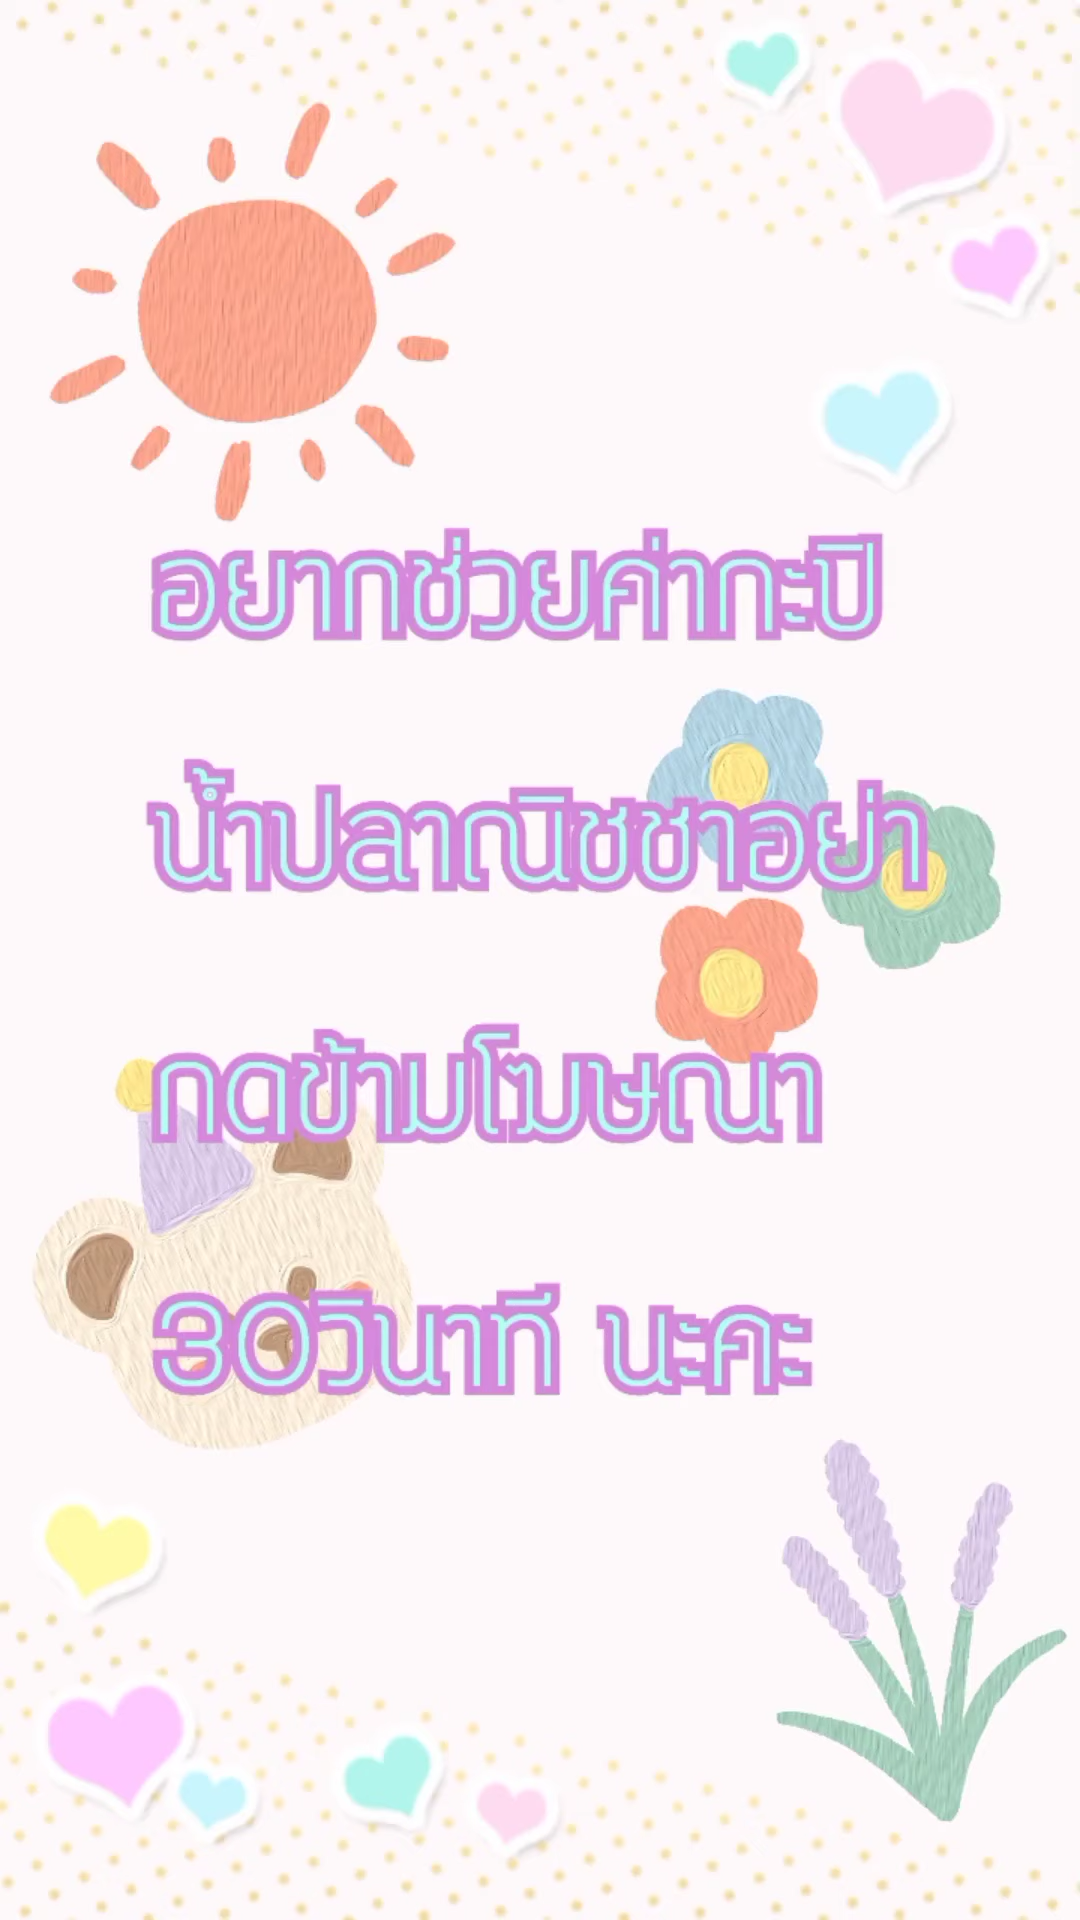 อยากช่วยค่ากะปิ
น้ำปลาณิชชาอย่า
กดข้ามโฆษณา
30วินาที นะคะ